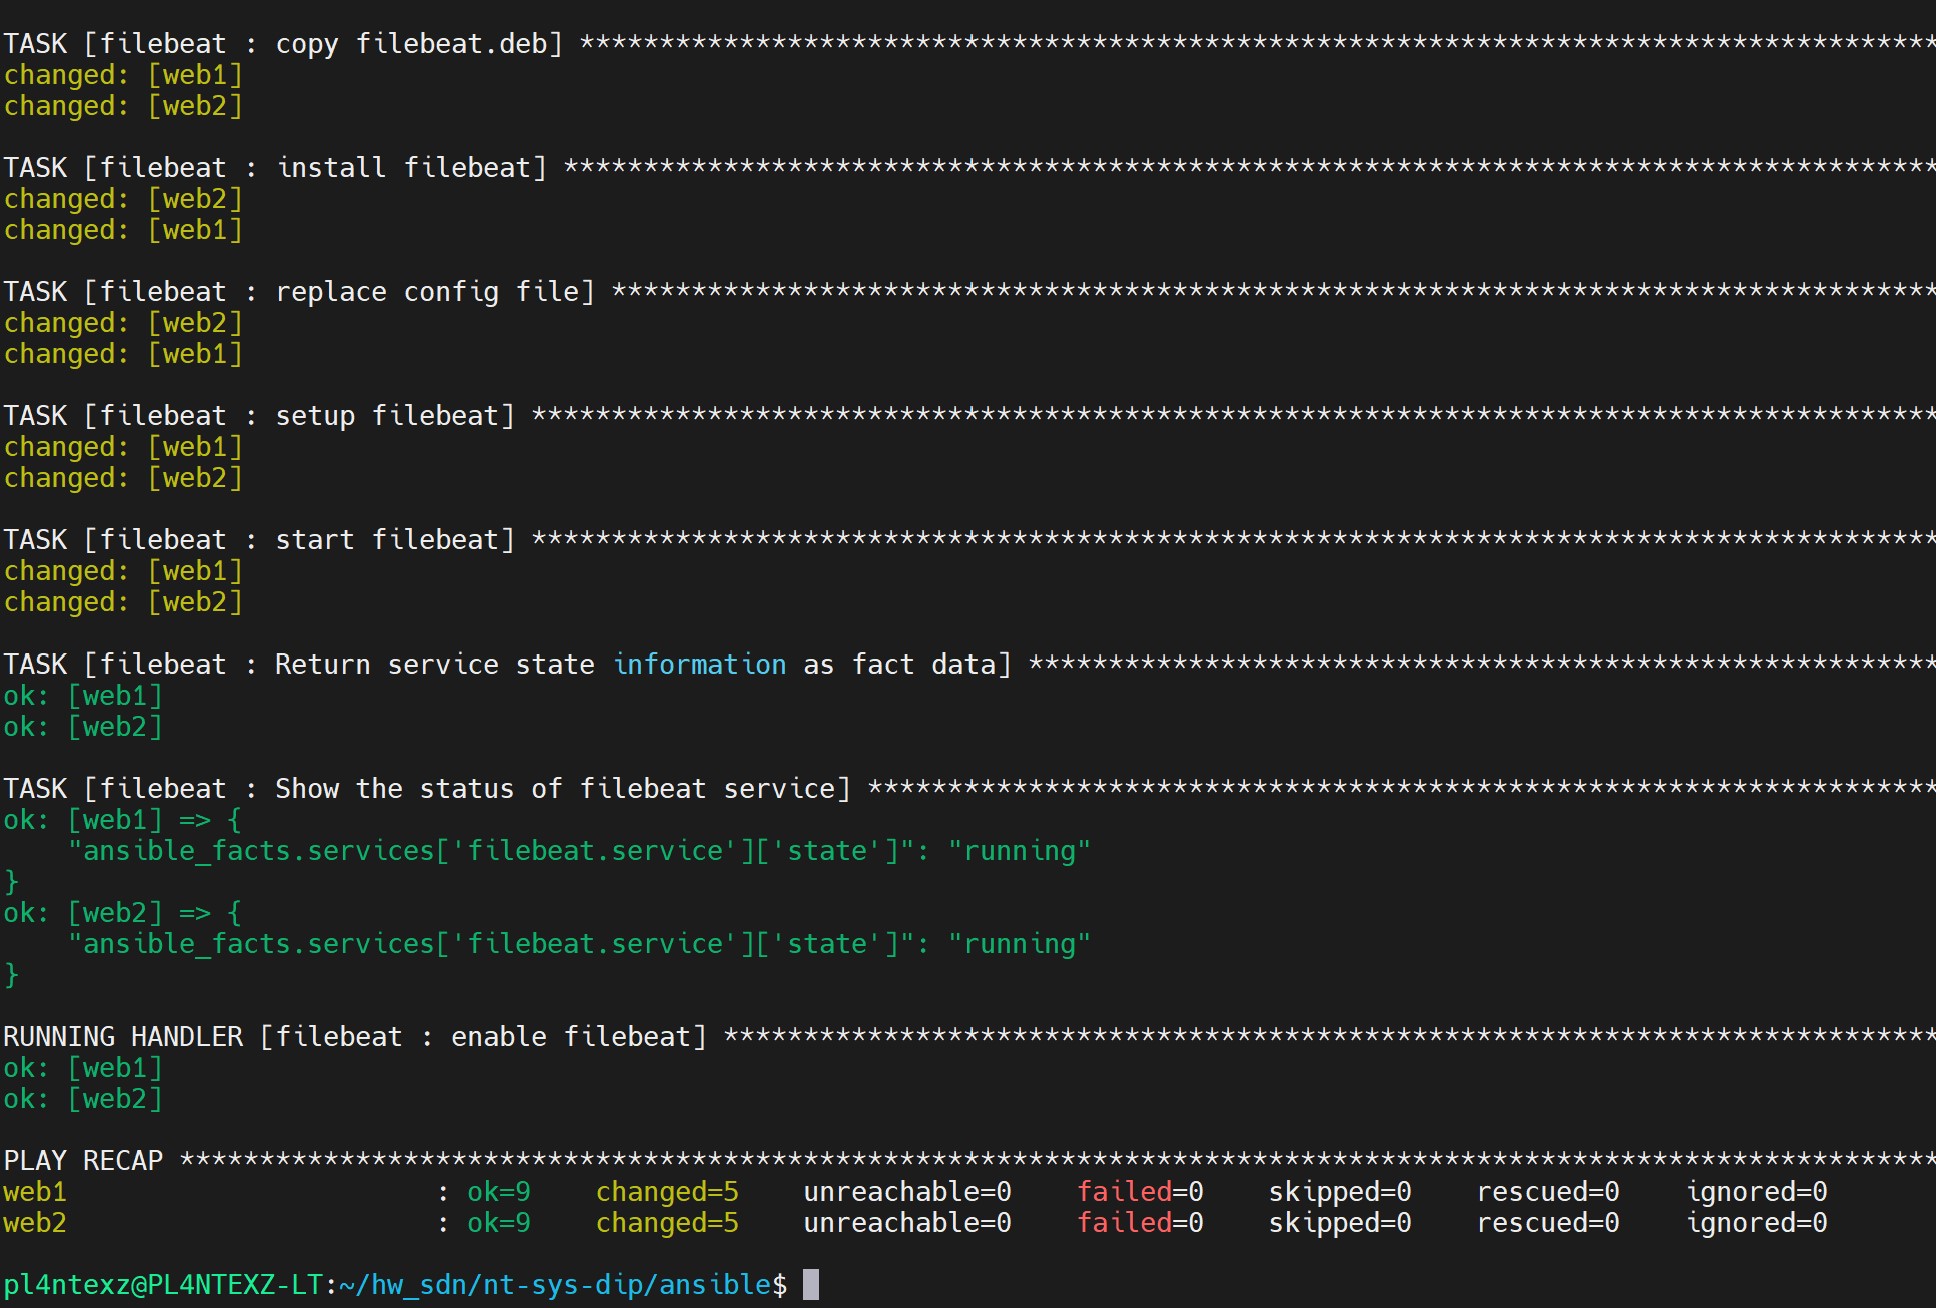 TASK [filebeat : copy filebeat.deb] *************************************************************************************
changed: [web1]
changed: [web2]
TASK [filebeat : install filebeat] **************************************************************************************
changed: [web2]
changed: [web1]
TASK [filebeat : replace config file] ***********************************************************************************
changed: [web2]
changed: [web1]
TASK [filebeat : setup filebeat] ****************************************************************************************
changed: [web1]
changed: [web2]
TASK [filebeat : start filebeat] ****************************************************************************************
changed: [web1]
changed: [web2]
TASK [filebeat : Return service state information as fact data] *********************************************************
ok: [web1]
ok: [web2]
TASK [filebeat : Show the status of filebeat service] *******************************************************************
ok: [web1] => {
    "ansible_facts.services['filebeat.service']['state']": "running"
}
ok: [web2] => {
    "ansible_facts.services['filebeat.service']['state']": "running"
}
RUNNING HANDLER [filebeat : enable filebeat] ****************************************************************************
ok: [web1]
ok: [web2]
PLAY RECAP **************************************************************************************************************
web1                       : ok=9    changed=5    unreachable=0    failed=0    skipped=0    rescued=0    ignored=0
web2                       : ok=9    changed=5    unreachable=0    failed=0    skipped=0    rescued=0    ignored=0
pl4ntexz@PL4NTEXZ-LT:~/hw_sdn/nt-sys-dip/ansible$